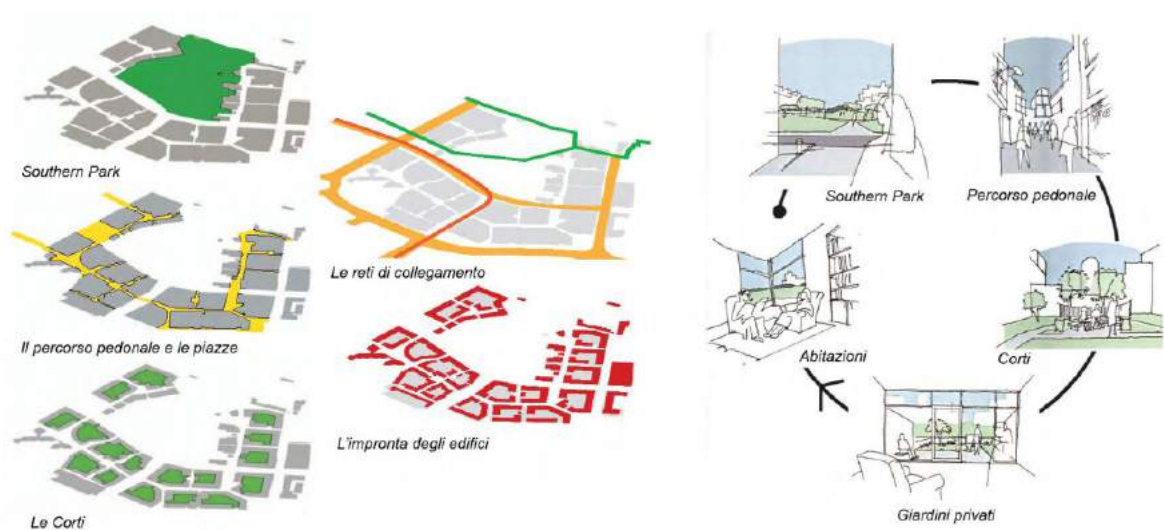 Southern Park
Il percorso pedonale e le piazze
Le Corti
Le reti di collegamento
L'impronta degli edifici
Southern Park
Percorso pedonale
Abitazioni
Corti
Giardini privati